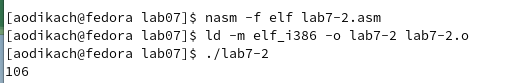 [aodikach@fedora lab07]$ nasm -f elf lab7-2.asm
[aodikach@fedora lab07]$ ld -m elf_i386 -o lab7-2 lab7-2.o
[aodikach@fedora lab07]$ ./lab7-2
106